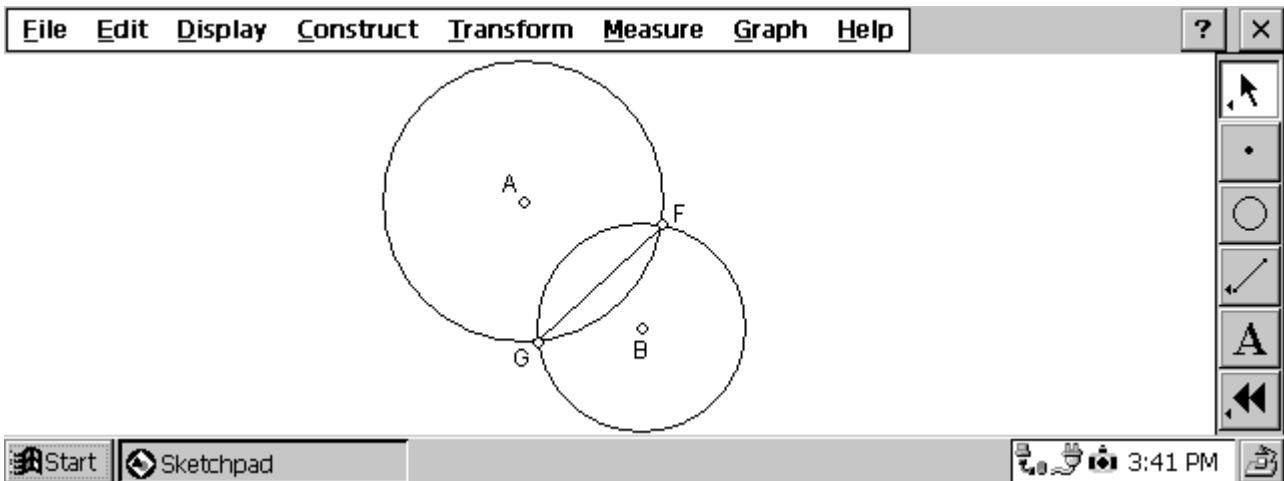 File Edit Display Construct Transform Measure Graph Help ? ×
A
F
G
B
A
Start Sketchpad 3:41 PM